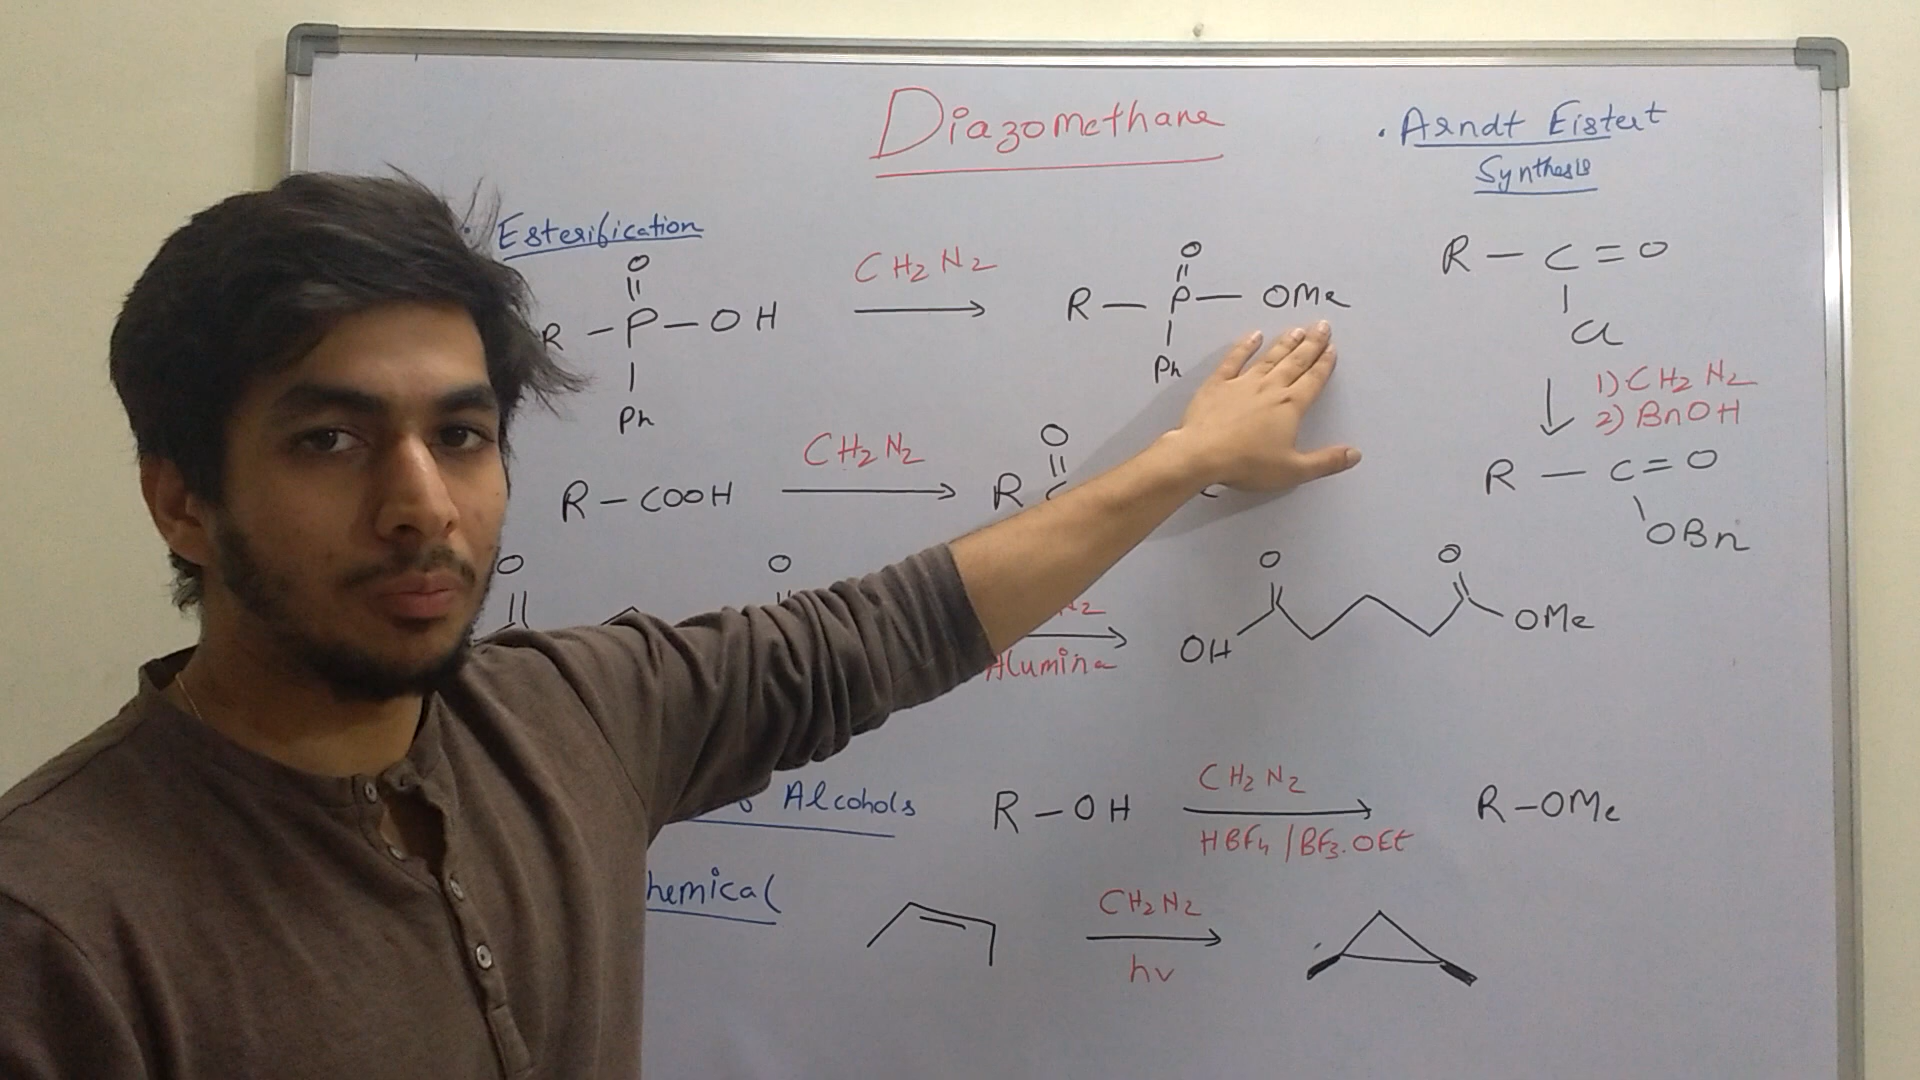 Diazomethane
. Esterification
O
R - P - OH
Ph
CH2N2
O
R - P - OMe
Ph
R - COOH
CH2N2
O
R C
O
O
Alumina
O
O
OH
OMe
Alcohols
R - OH
CH2N2
HBF4 / BF3.OEt
R - OMe
hemical
CH2N2
hν
. Arndt Eistert
Synthesis
R - C = O
Cl
1) CH2N2
2) BnOH
R - C = O
OBn